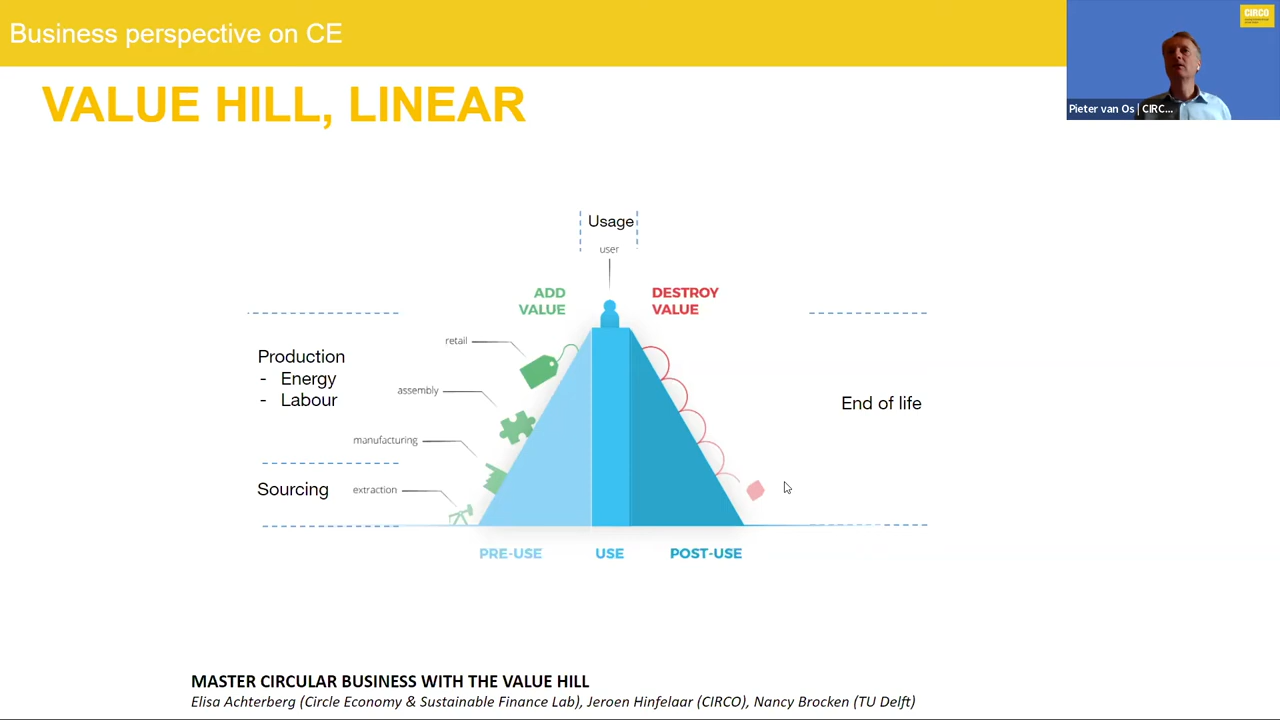 Business perspective on CE
CIRCO
Pieter van Os | CIRC...
VALUE HILL, LINEAR
Usage
user
ADD
VALUE
DESTROY
VALUE
retail
Production
- Energy
- Labour
assembly
End of life
manufacturing
Sourcing
extraction
PRE-USE
USE
POST-USE
MASTER CIRCULAR BUSINESS WITH THE VALUE HILL
Elisa Achterberg (Circle Economy & Sustainable Finance Lab), Jeroen Hinfelaar (CIRCO), Nancy Brocken (TU Delft)